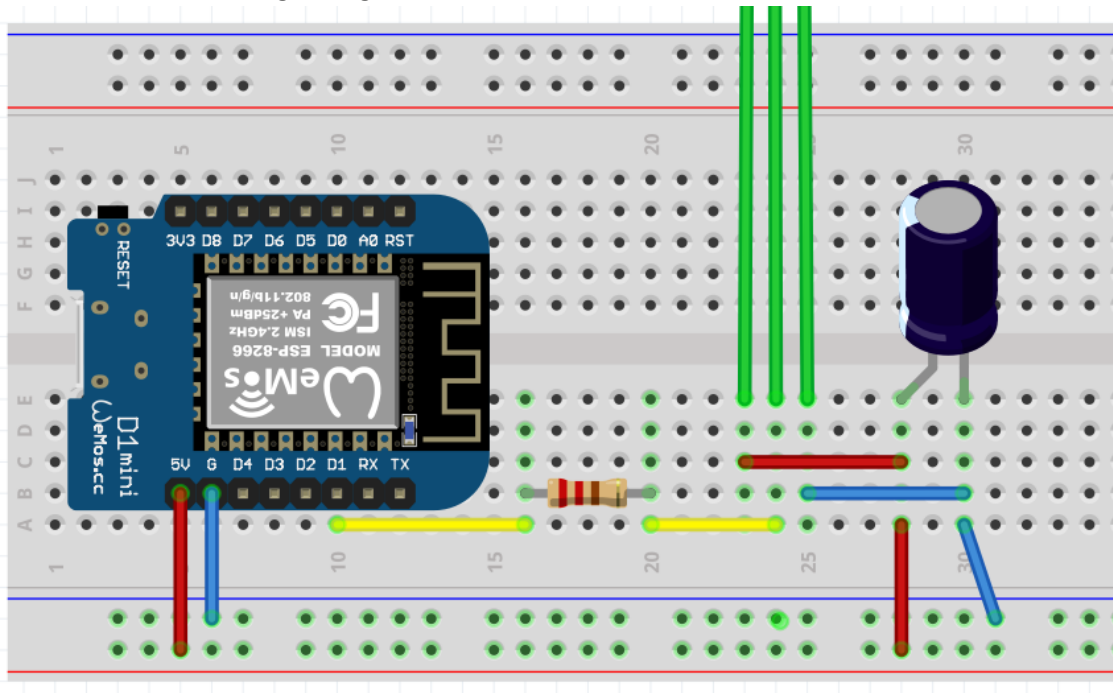 1 5 10 15 20 25 30
J
I
H
G
F
E
D
C
B
A
3V3 D8 D7 D6 D5 D0 A0 RST
RESET
802.11b/g/n
PA +25dBm
ISM 2.4GHz
FC
MODEL ESP-8266
WeMos
D1mini
WeMos.cc
5V G D4 D3 D2 D1 RX TX
1 10 15 20 25 30